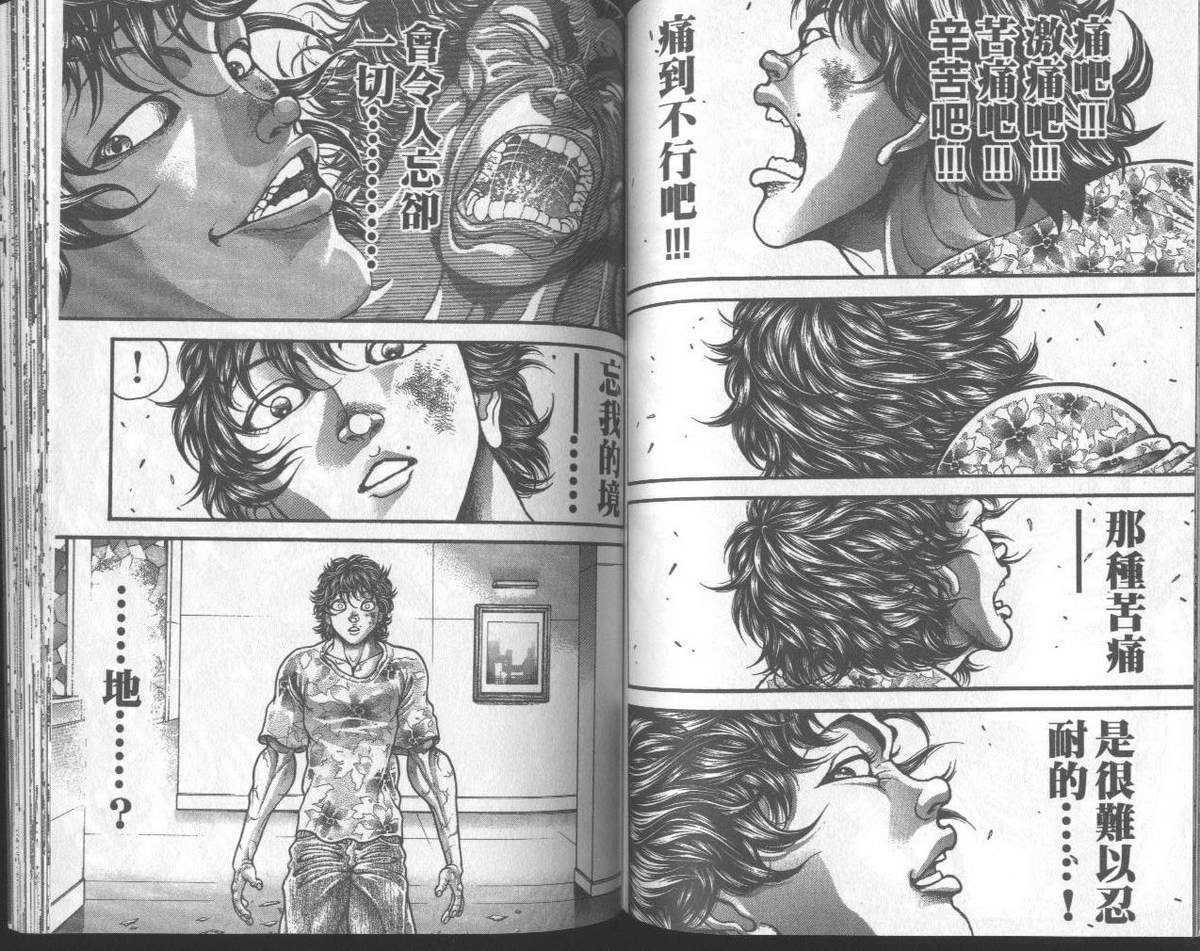 痛吧!!!
激痛吧!!!
苦痛吧!!!
辛苦吧!!!
痛到不行吧!!!
那種苦痛
——
是很難以忍
耐的……!
會令人忘卻
一切…………
忘我的境
——……
!
……地……?